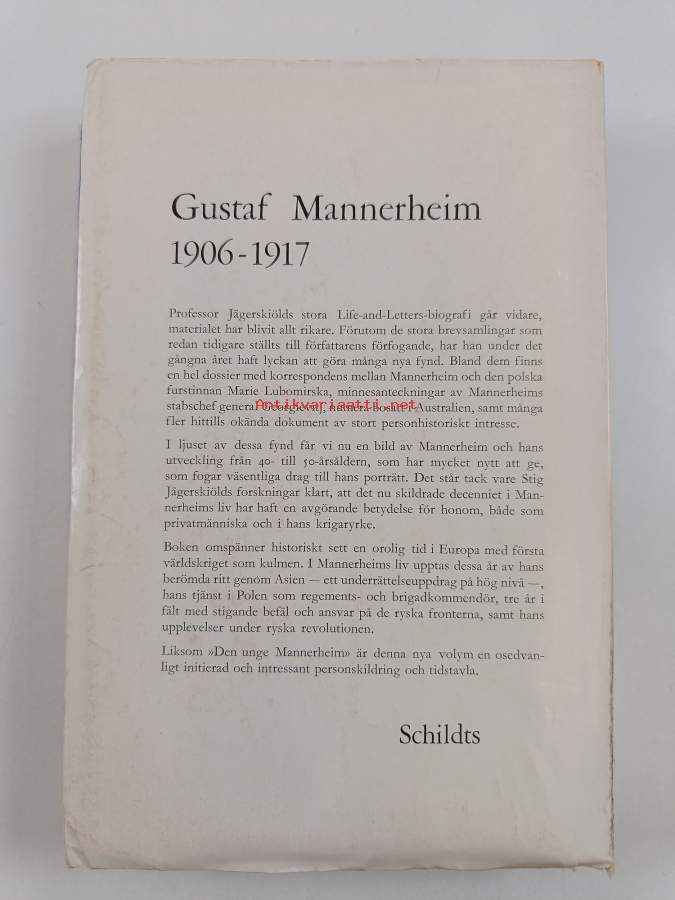 Gustaf Mannerheim
1906-1917
Professor Jägerskiölds stora Life-and-Letters-biografi går vidare,
materialet har blivit allt rikare. Förutom de stora brevsamlingar som
redan tidigare ställts till författarens förfogande, har han under det
gångna året haft lyckan att göra många nya fynd. Bland dem finns
en hel dossier med korrespondens mellan Mannerheim och den polska
furstinnan Marie Lubomirska, minnesanteckningar av Mannerheims
stabschef general Georgievit, numera bosatt i Australien, samt många
Antikvariaatti.net
fler hittills okända dokument av stort personhistoriskt intresse.
I ljuset av dessa fynd får vi nu en bild av Mannerheim och hans
utveckling från 40- till 50-årsåldern, som har mycket nytt att ge,
som fogar väsentliga drag till hans porträtt. Det står tack vare Stig
Jägerskiölds forskningar klart, att det nu skildrade decenniet i Man-
nerheims liv har haft en avgörande betydelse för honom, både som
privatmänniska och i hans krigaryrke.
Boken omspänner historiskt sett en orolig tid i Europa med första
världskriget som kulmen. I Mannerheims liv upptas dessa år av hans
berömda ritt genom Asien — ett underrättelseuppdrag på hög nivå —,
hans tjänst i Polen som regements- och brigadkommendör, tre år i
fält med stigande befäl och ansvar på de ryska fronterna, samt hans
upplevelser under ryska revolutionen.
Liksom »Den unge Mannerheim» är denna nya volym en osedvan-
ligt initierad och intressant personskildring och tidstavla.
Schildts